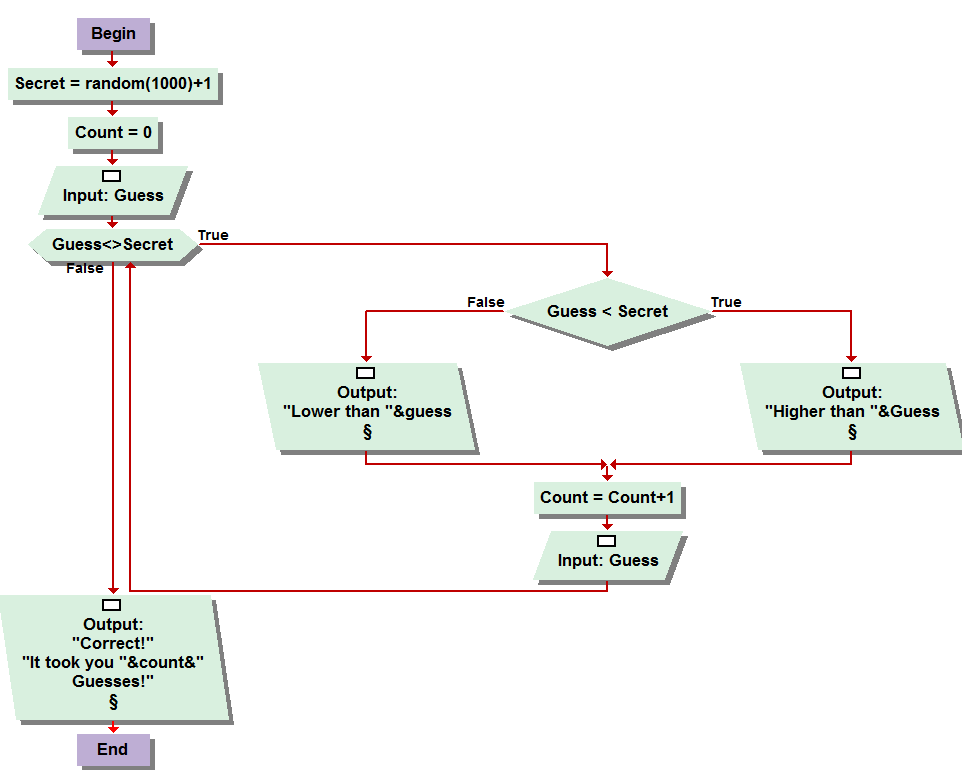 Begin
Secret = random(1000)+1
Count = 0
Input: Guess
Guess<>Secret
True
False
Guess < Secret
False
True
Output:
"Lower than "&guess
§
Output:
"Higher than "&Guess
§
Count = Count+1
Input: Guess
Output:
"Correct!"
"It took you "&count&"
Guesses!"
§
End